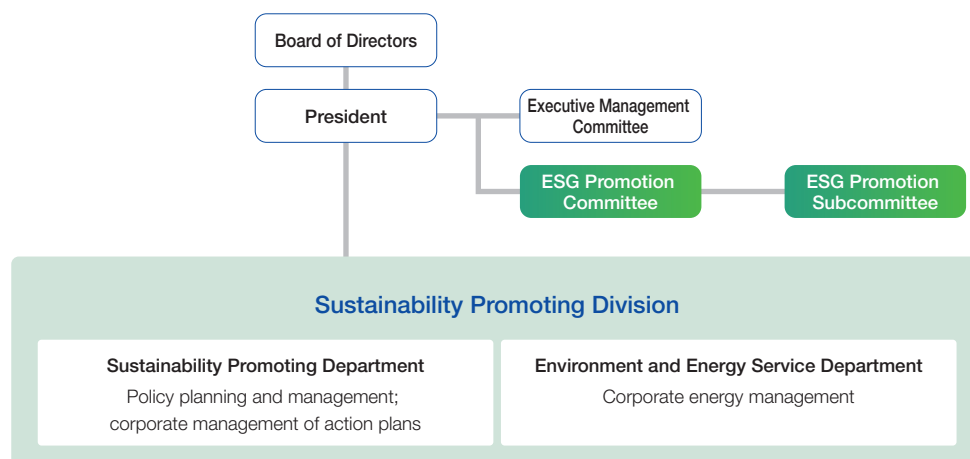 Board of Directors
President
Executive Management
Committee
ESG Promotion
Committee
ESG Promotion
Subcommittee
Sustainability Promoting Division
Sustainability Promoting Department
Policy planning and management;
corporate management of action plans
Environment and Energy Service Department
Corporate energy management